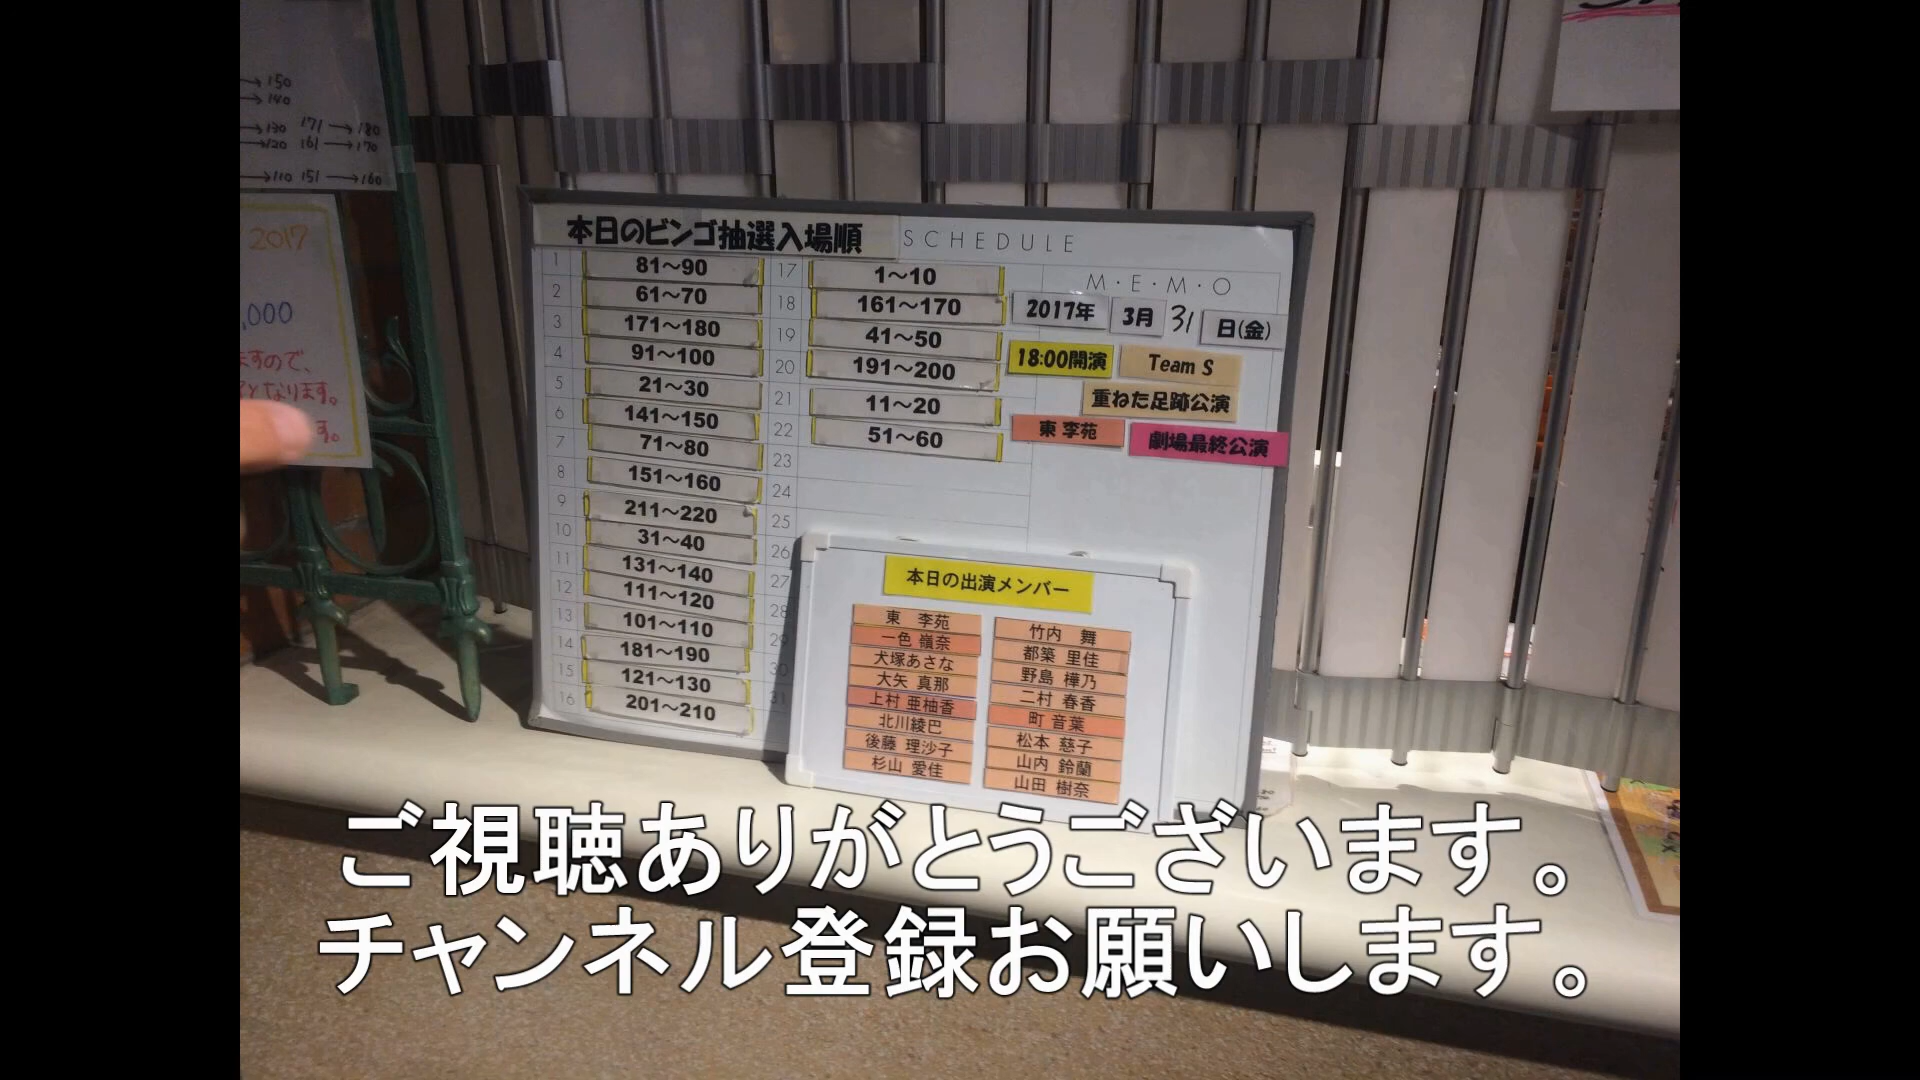 →150
→140
→130 171→180
→120 161→170
→110 151→160
2017
,000
ますので、
となります。
す。
本日のビンゴ抽選入場順 SCHEDULE
M・E・M・O
1 81～90
2 61～70
3 171～180
4 91～100
5 21～30
6 141～150
7 71～80
8 151～160
9 211～220
10 31～40
11 131～140
12 111～120
13 101～110
14 181～190
15 121～130
16 201～210
17 1～10
18 161～170
19 41～50
20 191～200
21 11～20
22 51～60
23
24
25
26
27
28
29
30
31
2017年 3月 31 日(金)
18:00開演 Team S
重ねた足跡公演
東 李苑 劇場最終公演
本日の出演メンバー
東 李苑
一色 嶺奈
犬塚あさな
大矢 真那
上村 亜柚香
北川綾巴
後藤 理沙子
杉山 愛佳
竹内 舞
都築 里佳
野島 樺乃
二村 春香
町 音葉
松本 慈子
山内 鈴蘭
山田 樹奈
ご視聴ありがとうございます。
チャンネル登録お願いします。